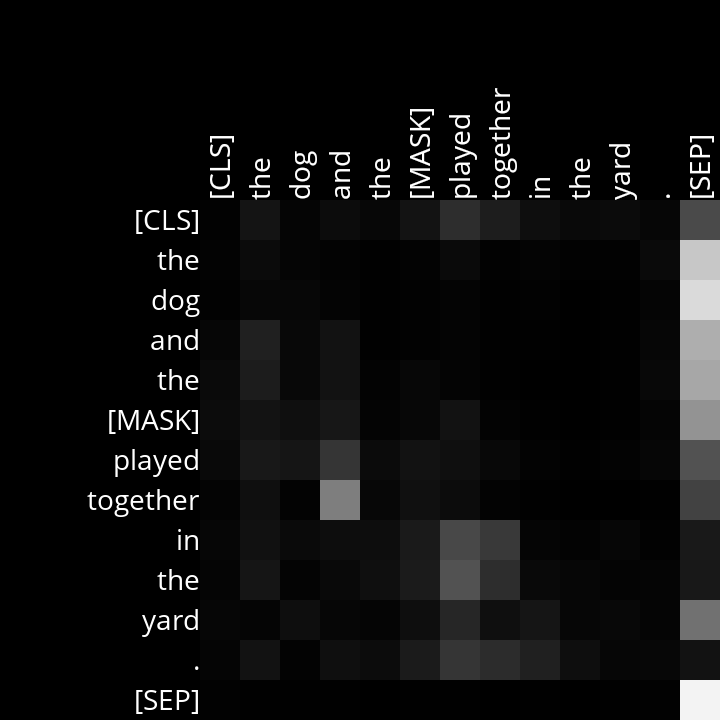 [CLS] the dog and the [MASK] played together in the yard . [SEP]
[CLS]
the
dog
and
the
[MASK]
played
together
in
the
yard
.
[SEP]